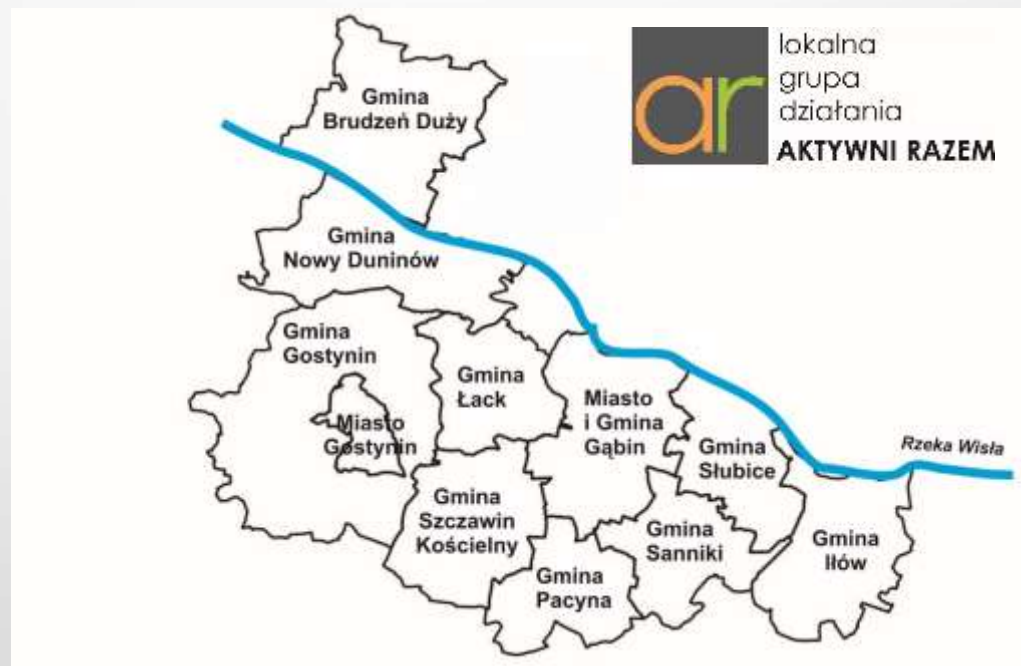 lokalna
grupa
działania
AKTYWNI RAZEM
ar
Gmina
Brudzeń Duży
Gmina
Nowy Duninów
Gmina
Gostynin
Miasto
Gostynin
Gmina
Łack
Miasto
i Gmina
Gąbin
Gmina
Słubice
Rzeka Wisła
Gmina
Szczawin
Kościelny
Gmina
Sanniki
Gmina
Iłów
Gmina
Pacyna